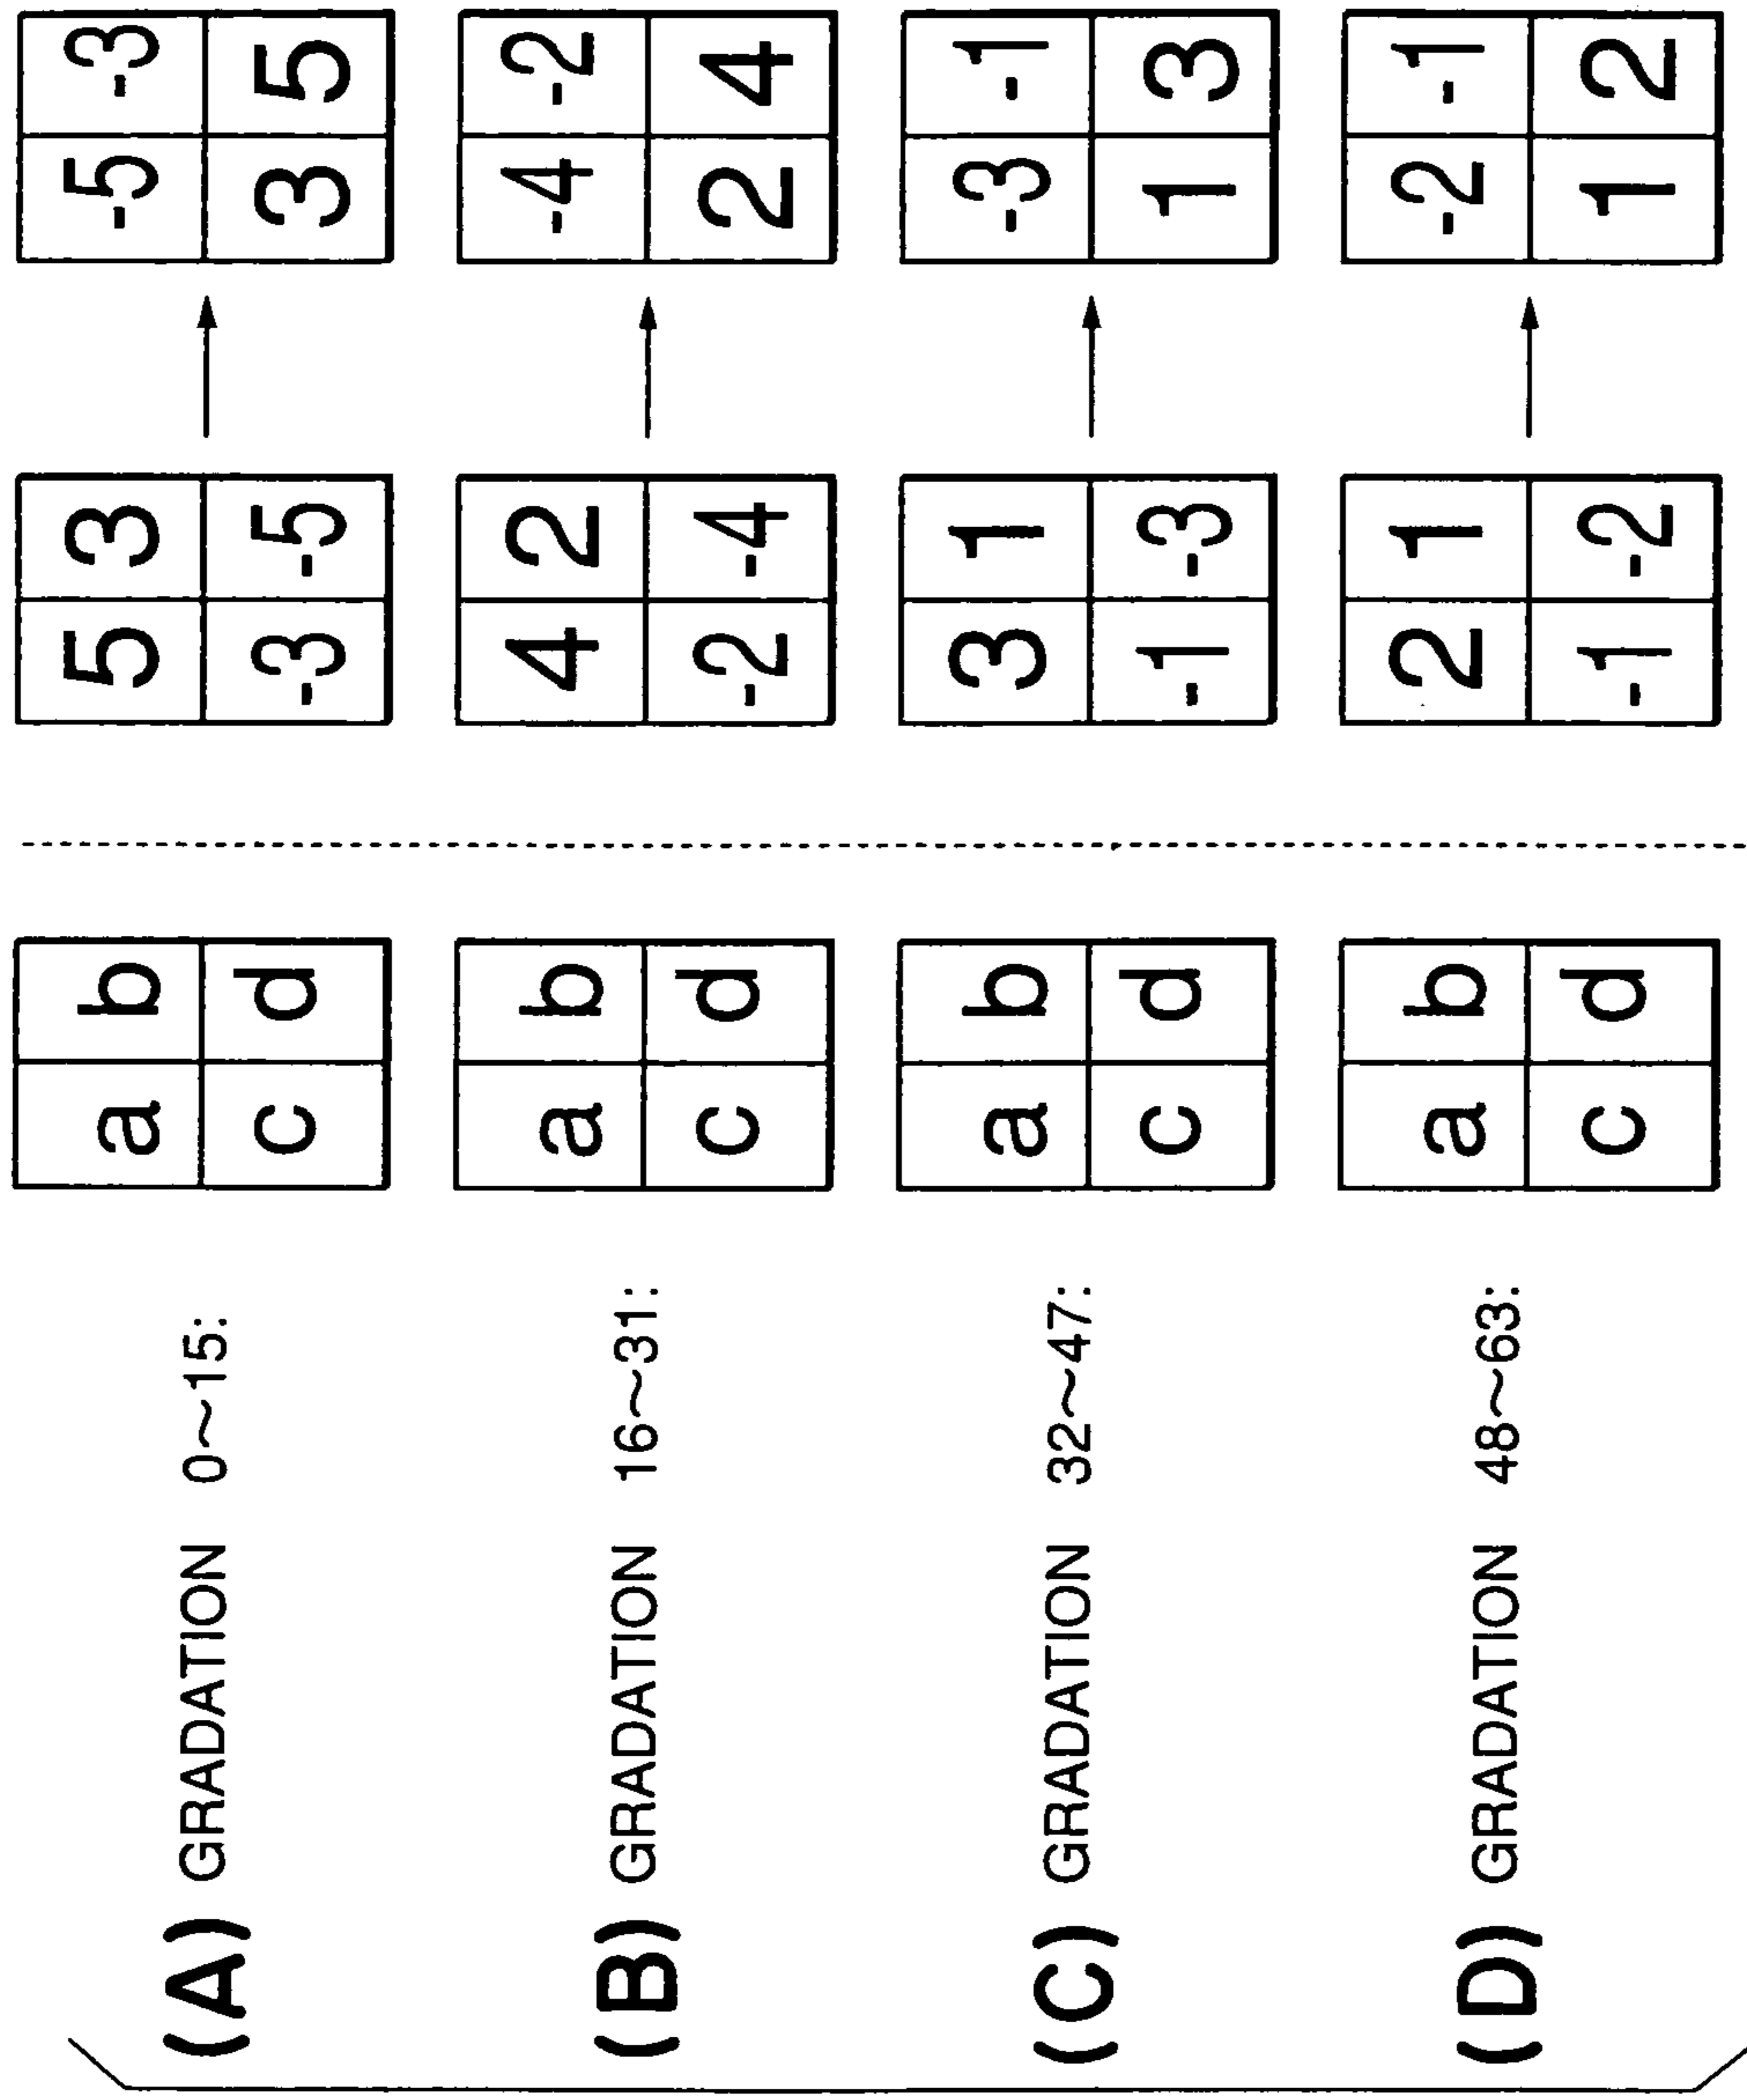 (A) GRADATION 0~15:
a b 5 3 -5 -3
c d -3 -5 3 5
(B) GRADATION 16~31:
a b 4 2 -4 -2
c d -2 -4 2 4
(C) GRADATION 32~47:
a b 3 1 -3 -1
c d -1 -3 1 3
(D) GRADATION 48~63:
a b 2 1 -2 -1
c d -1 -2 1 2